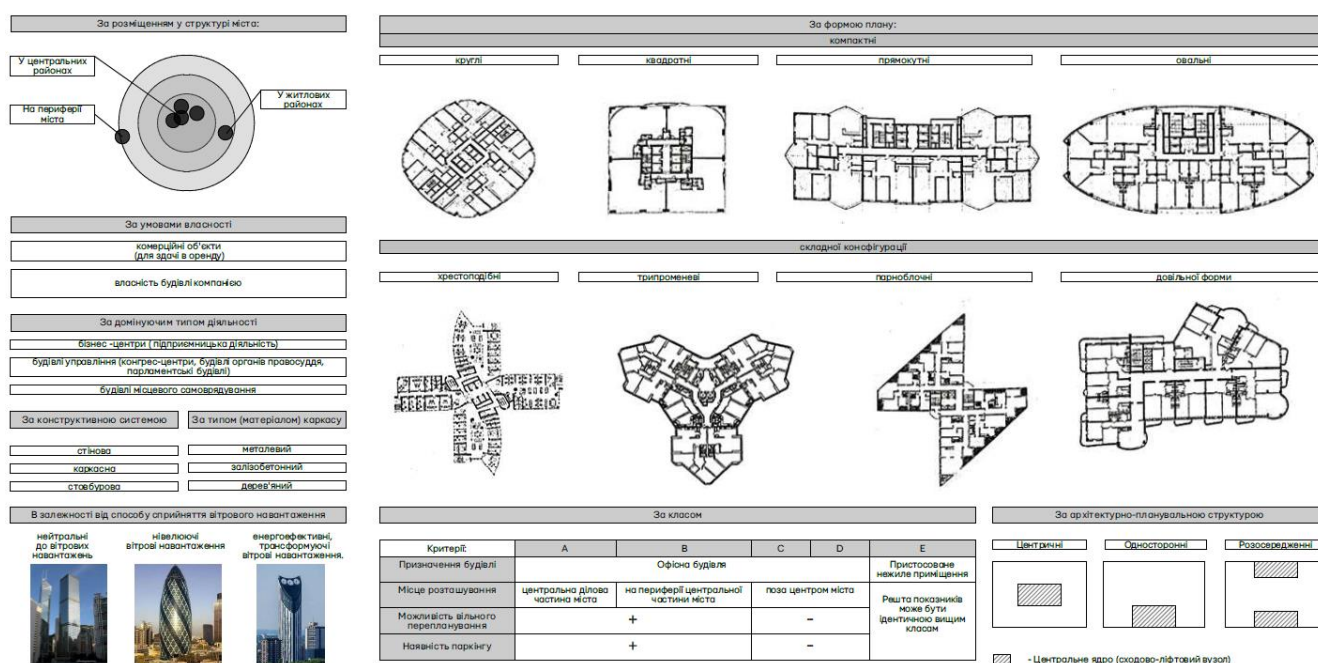 За розміщенням у структурі міста:
У центральних
районах
На периферії
міста
У житлових
районах
За умовами власності
комерційні об'єкти
(для здачі в оренду)
власність будівлі компанією
За домінуючим типом діяльності
бізнес -центри ( підприємницька діяльність)
будівлі управління (конгрес-центри, будівлі органів правосуддя,
парламентські будівлі)
будівлі місцевого самоврядування
За конструктивною системою
стінова
каркасна
стовбурова
За типом (матеріалом) каркасу
металевий
залізобетонний
дерев'яний
В залежності від способу сприйняття вітрового навантаження
нейтральні
до вітрових
навантажень
нівелюючі
вітрові навантаження
енергоефективні,
трансформуючі
вітрові навантаження.
За формою плану:
компактні
круглі
квадратні
прямокутні
овальні
складної конфігурації
хрестоподібні
трипроменеві
парноблочні
довільної форми
За класом
Критерії: A B C D E
Призначення будівлі Офісна будівля Пристосоване
нежиле приміщення
Місце розташування центральна ділова
частина міста на периферії центральної
частини міста поза центром міста
Можливість вільного
перепланування + -
Наявність паркінгу + -
Решта показників
може бути
ідентичною вищим
класам
За архітектурно-планувальною структурою
Центричні
Односторонні
Розосередженні
- Центральне ядро (сходово-ліфтовий вузол)